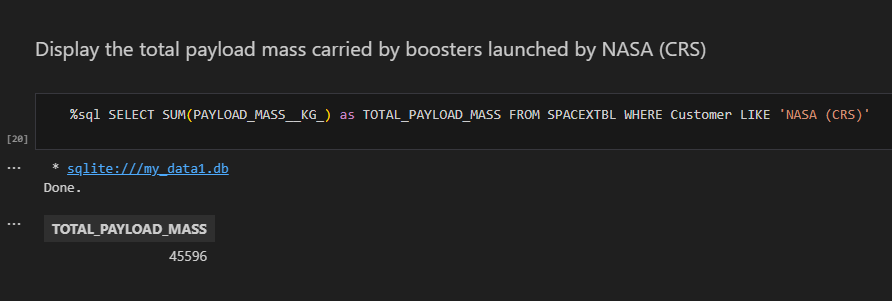 Display the total payload mass carried by boosters launched by NASA (CRS)
%sql SELECT SUM(PAYLOAD_MASS__KG_) as TOTAL_PAYLOAD_MASS FROM SPACEXTBL WHERE Customer LIKE 'NASA (CRS)'
[20]
... * sqlite:///my_data1.db
Done.
... TOTAL_PAYLOAD_MASS
45596